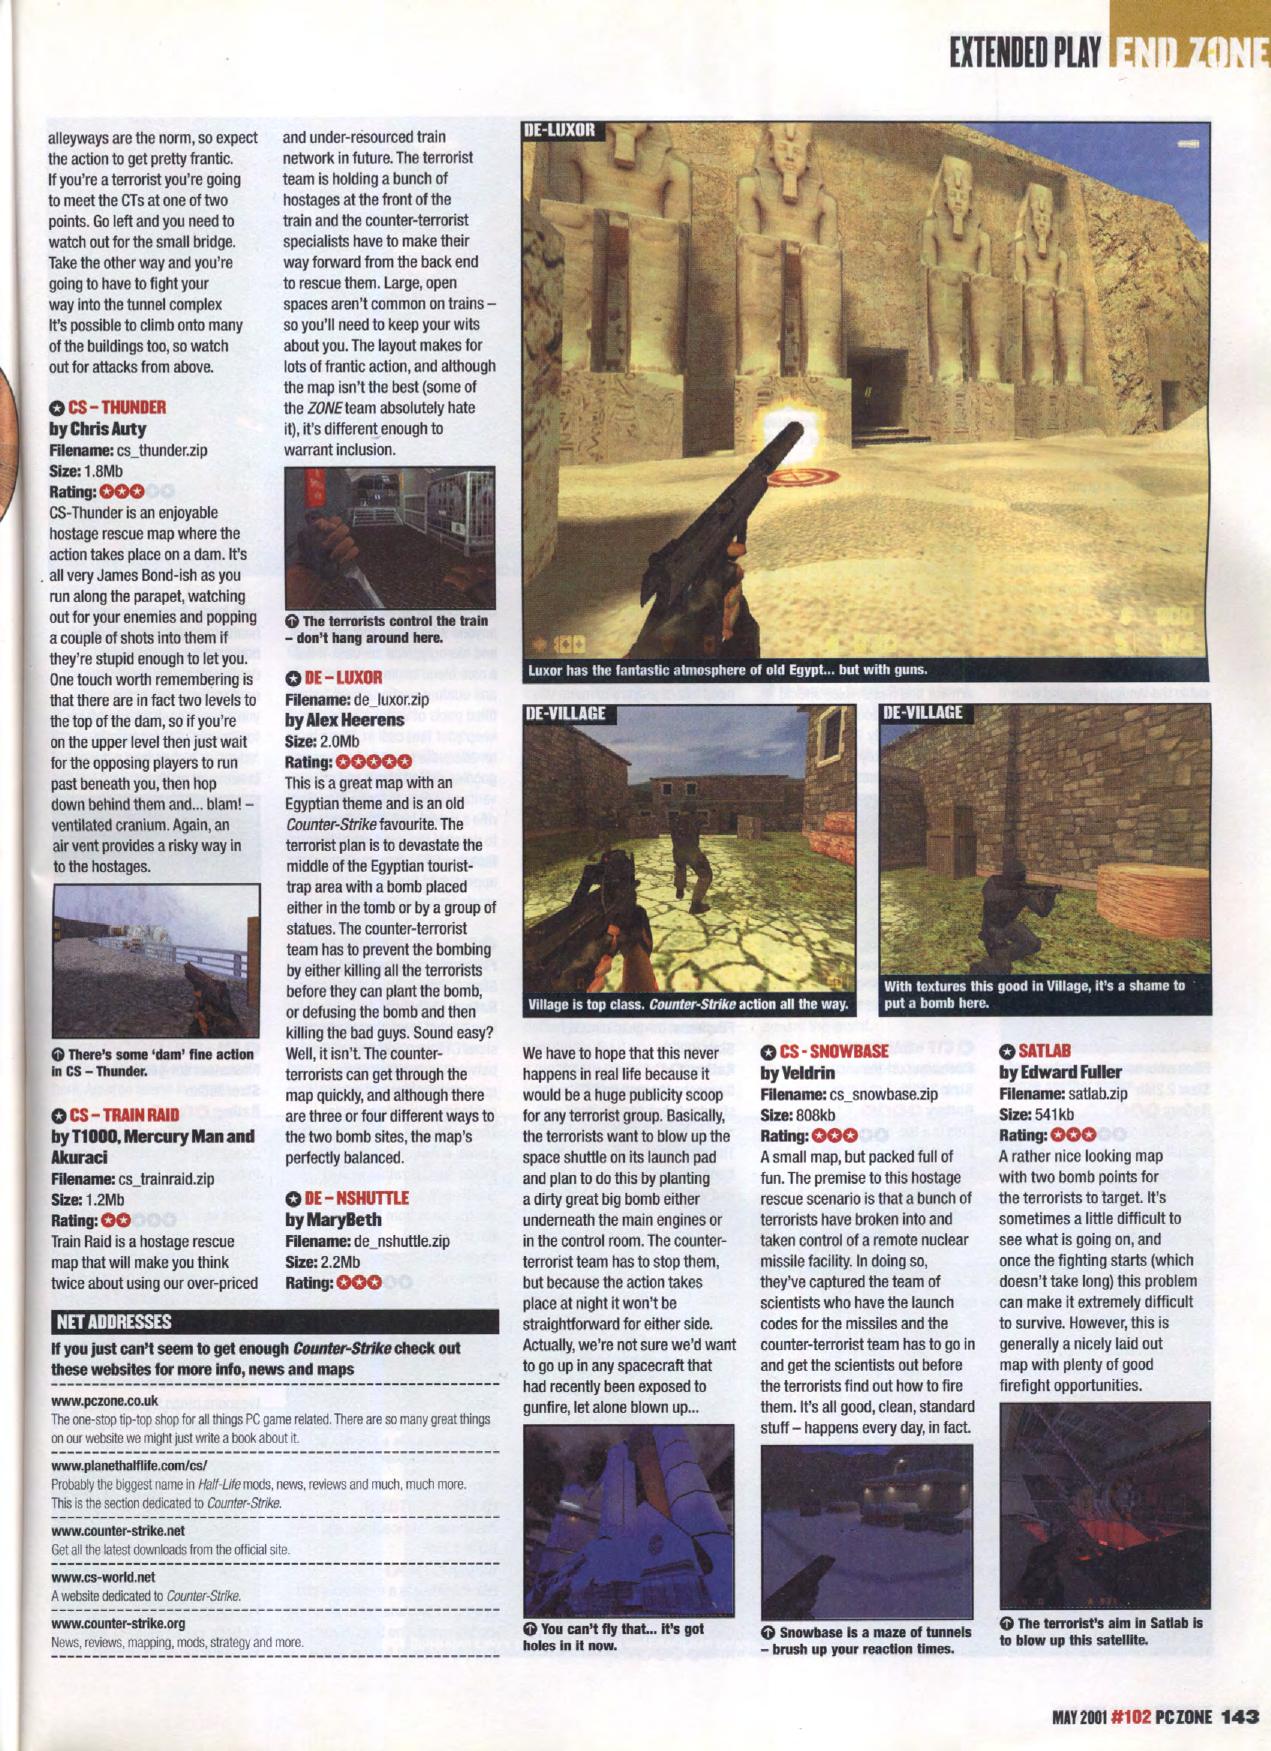 EXTENDED PLAY END ZONE
alleyways are the norm, so expect
the action to get pretty frantic.
If you're a terrorist you're going
to meet the CTs at one of two
points. Go left and you need to
watch out for the small bridge.
Take the other way and you're
going to have to fight your
way into the tunnel complex
It's possible to climb onto many
of the buildings too, so watch
out for attacks from above.
CS – THUNDER
by Chris Auty
Filename: cs_thunder.zip
Size: 1.8Mb
Rating:
CS-Thunder is an enjoyable
hostage rescue map where the
action takes place on a dam. It's
all very James Bond-ish as you
run along the parapet, watching
out for your enemies and popping
a couple of shots into them if
they're stupid enough to let you.
One touch worth remembering is
that there are in fact two levels to
the top of the dam, so if you're
on the upper level then just wait
for the opposing players to run
past beneath you, then hop
down behind them and... blam! –
ventilated cranium. Again, an
air vent provides a risky way in
to the hostages.
There's some 'dam' fine action
in CS – Thunder.
CS – TRAIN RAID
by T1000, Mercury Man and
Akuraci
Filename: cs_trainraid.zip
Size: 1.2Mb
Rating:
Train Raid is a hostage rescue
map that will make you think
twice about using our over-priced
and under-resourced train
network in future. The terrorist
team is holding a bunch of
hostages at the front of the
train and the counter-terrorist
specialists have to make their
way forward from the back end
to rescue them. Large, open
spaces aren't common on trains –
so you'll need to keep your wits
about you. The layout makes for
lots of frantic action, and although
the map isn't the best (some of
the ZONE team absolutely hate
it), it's different enough to
warrant inclusion.
The terrorists control the train
– don't hang around here.
DE – LUXOR
Filename: de_luxor.zip
by Alex Heerens
Size: 2.0Mb
Rating:
This is a great map with an
Egyptian theme and is an old
Counter-Strike favourite. The
terrorist plan is to devastate the
middle of the Egyptian tourist-
trap area with a bomb placed
either in the tomb or by a group of
statues. The counter-terrorist
team has to prevent the bombing
by either killing all the terrorists
before they can plant the bomb,
or defusing the bomb and then
killing the bad guys. Sound easy?
Well, it isn't. The counter-
terrorists can get through the
map quickly, and although there
are three or four different ways to
the two bomb sites, the map's
perfectly balanced.
DE – NSHUTTLE
by MaryBeth
Filename: de_nshuttle.zip
Size: 2.2Mb
Rating:
NET ADDRESSES
If you just can't seem to get enough Counter-Strike check out
these websites for more info, news and maps
www.pczone.co.uk
The one-stop tip-top shop for all things PC game related. There are so many great things
on our website we might just write a book about it.
www.planethalflife.com/cs/
Probably the biggest name in Half-Life mods, news, reviews and much, much more.
This is the section dedicated to Counter-Strike.
www.counter-strike.net
Get all the latest downloads from the official site.
www.cs-world.net
A website dedicated to Counter-Strike.
www.counter-strike.org
News, reviews, mapping, mods, strategy and more.
DE-LUXOR
Luxor has the fantastic atmosphere of old Egypt... but with guns.
DE-VILLAGE
Village is top class. Counter-Strike action all the way.
DE-VILLAGE
With textures this good in Village, it's a shame to
put a bomb here.
We have to hope that this never
happens in real life because it
would be a huge publicity scoop
for any terrorist group. Basically,
the terrorists want to blow up the
space shuttle on its launch pad
and plan to do this by planting
a dirty great big bomb either
underneath the main engines or
in the control room. The counter-
terrorist team has to stop them,
but because the action takes
place at night it won't be
straightforward for either side.
Actually, we're not sure we'd want
to go up in any spacecraft that
had recently been exposed to
gunfire, let alone blown up...
You can't fly that... it's got
holes in it now.
CS - SNOWBASE
by Veldrin
Filename: cs_snowbase.zip
Size: 808kb
Rating:
A small map, but packed full of
fun. The premise to this hostage
rescue scenario is that a bunch of
terrorists have broken into and
taken control of a remote nuclear
missile facility. In doing so,
they've captured the team of
scientists who have the launch
codes for the missiles and the
counter-terrorist team has to go in
and get the scientists out before
the terrorists find out how to fire
them. It's all good, clean, standard
stuff – happens every day, in fact.
Snowbase is a maze of tunnels
– brush up your reaction times.
SATLAB
by Edward Fuller
Filename: satlab.zip
Size: 541kb
Rating:
A rather nice looking map
with two bomb points for
the terrorists to target. It's
sometimes a little difficult to
see what is going on, and
once the fighting starts (which
doesn't take long) this problem
can make it extremely difficult
to survive. However, this is
generally a nicely laid out
map with plenty of good
firefight opportunities.
The terrorist's aim in Satlab is
to blow up this satellite.
MAY 2001 #102 PC ZONE 143